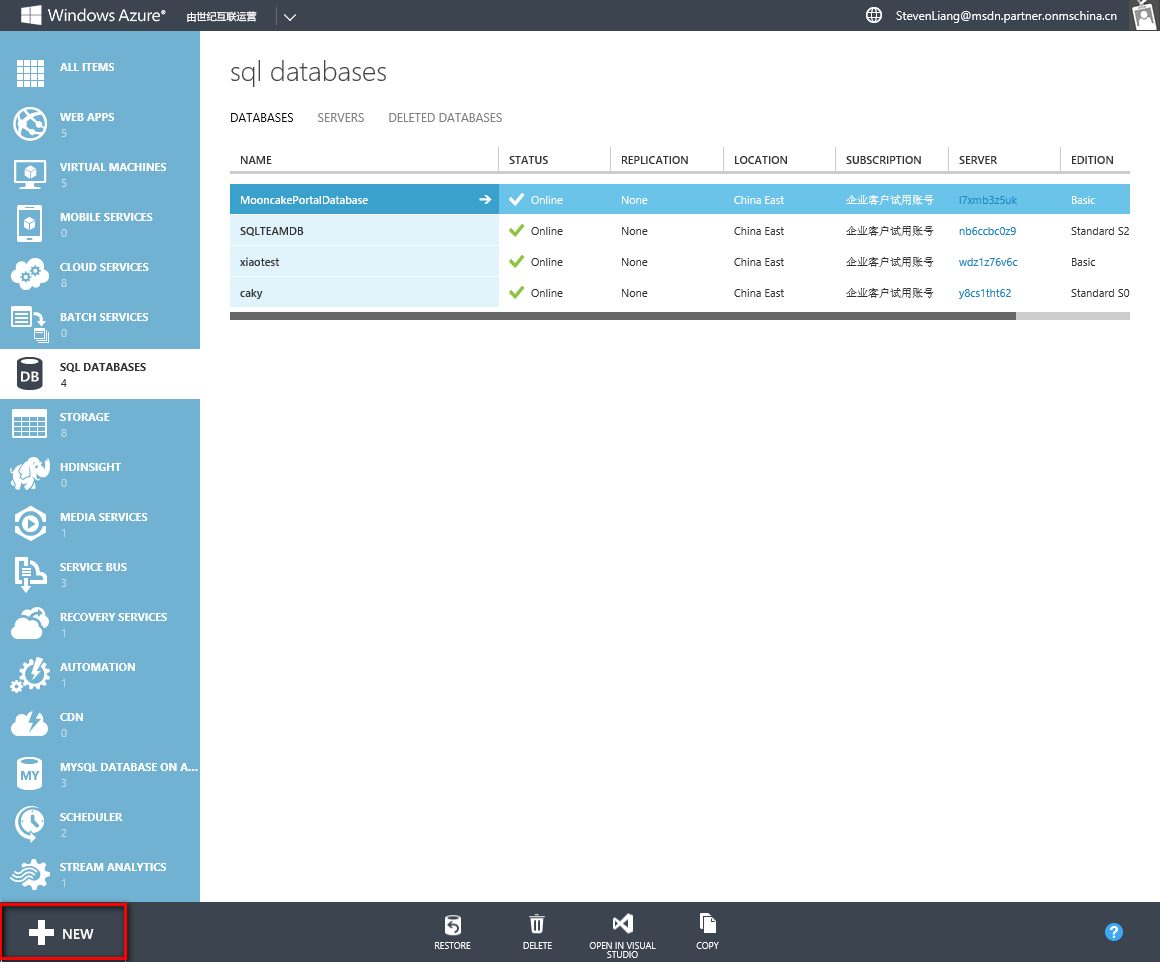 Windows Azure® 由世纪互联运营 StevenLiang@msdn.partner.onmschina.cn
ALL ITEMS
WEB APPS
5
VIRTUAL MACHINES
5
MOBILE SERVICES
0
CLOUD SERVICES
8
BATCH SERVICES
0
DB
SQL DATABASES
4
STORAGE
8
HDINSIGHT
0
MEDIA SERVICES
1
SERVICE BUS
3
RECOVERY SERVICES
1
AUTOMATION
1
CDN
0
MY
MYSQL DATABASE ON A...
3
SCHEDULER
2
STREAM ANALYTICS
1
sql databases
DATABASES SERVERS DELETED DATABASES
NAME STATUS REPLICATION LOCATION SUBSCRIPTION SERVER EDITION
MooncakePortalDatabase Online None China East 企业客户试用账号 l7xmb3z5uk Basic
SQLTEAMDB Online None China East 企业客户试用账号 nb6ccbc0z9 Standard S2
xiaotest Online None China East 企业客户试用账号 wdz1z76v6c Basic
caky Online None China East 企业客户试用账号 y8cs1tht62 Standard S0
NEW
RESTORE
DELETE
OPEN IN VISUAL
STUDIO
COPY
?